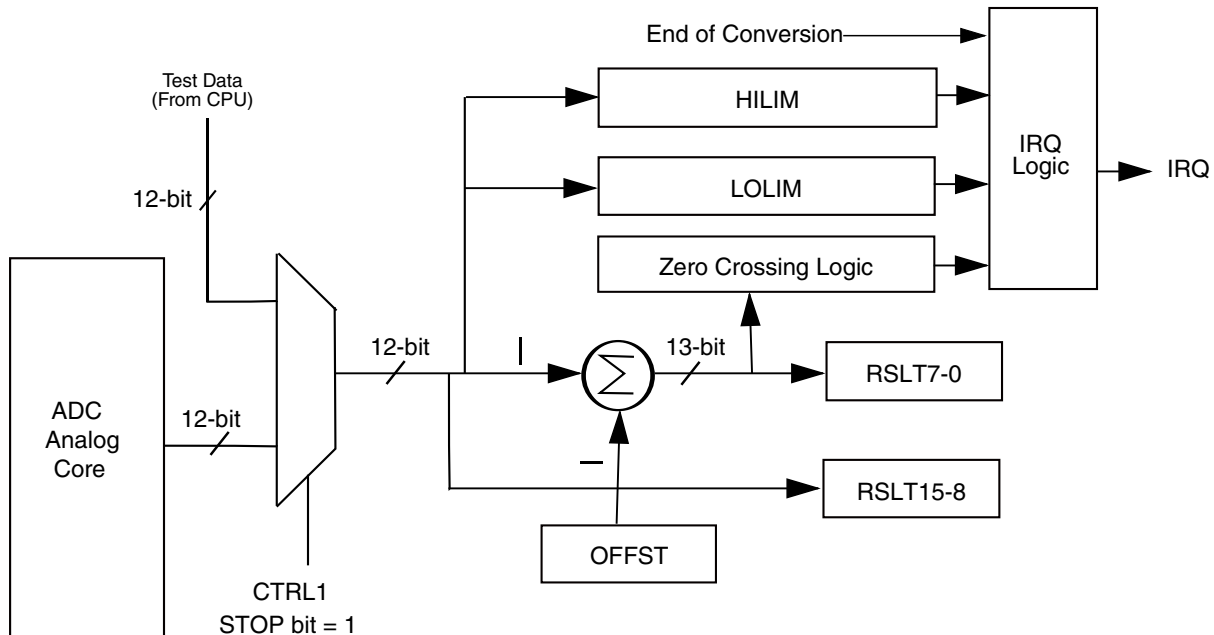 End of Conversion
Test Data
(From CPU)
HILIM
IRQ
Logic
IRQ
12-bit
LOLIM
Zero Crossing Logic
12-bit
13-bit
Σ
RSLT7-0
ADC
Analog
Core
12-bit
RSLT15-8
OFFST
CTRL1
STOP bit = 1